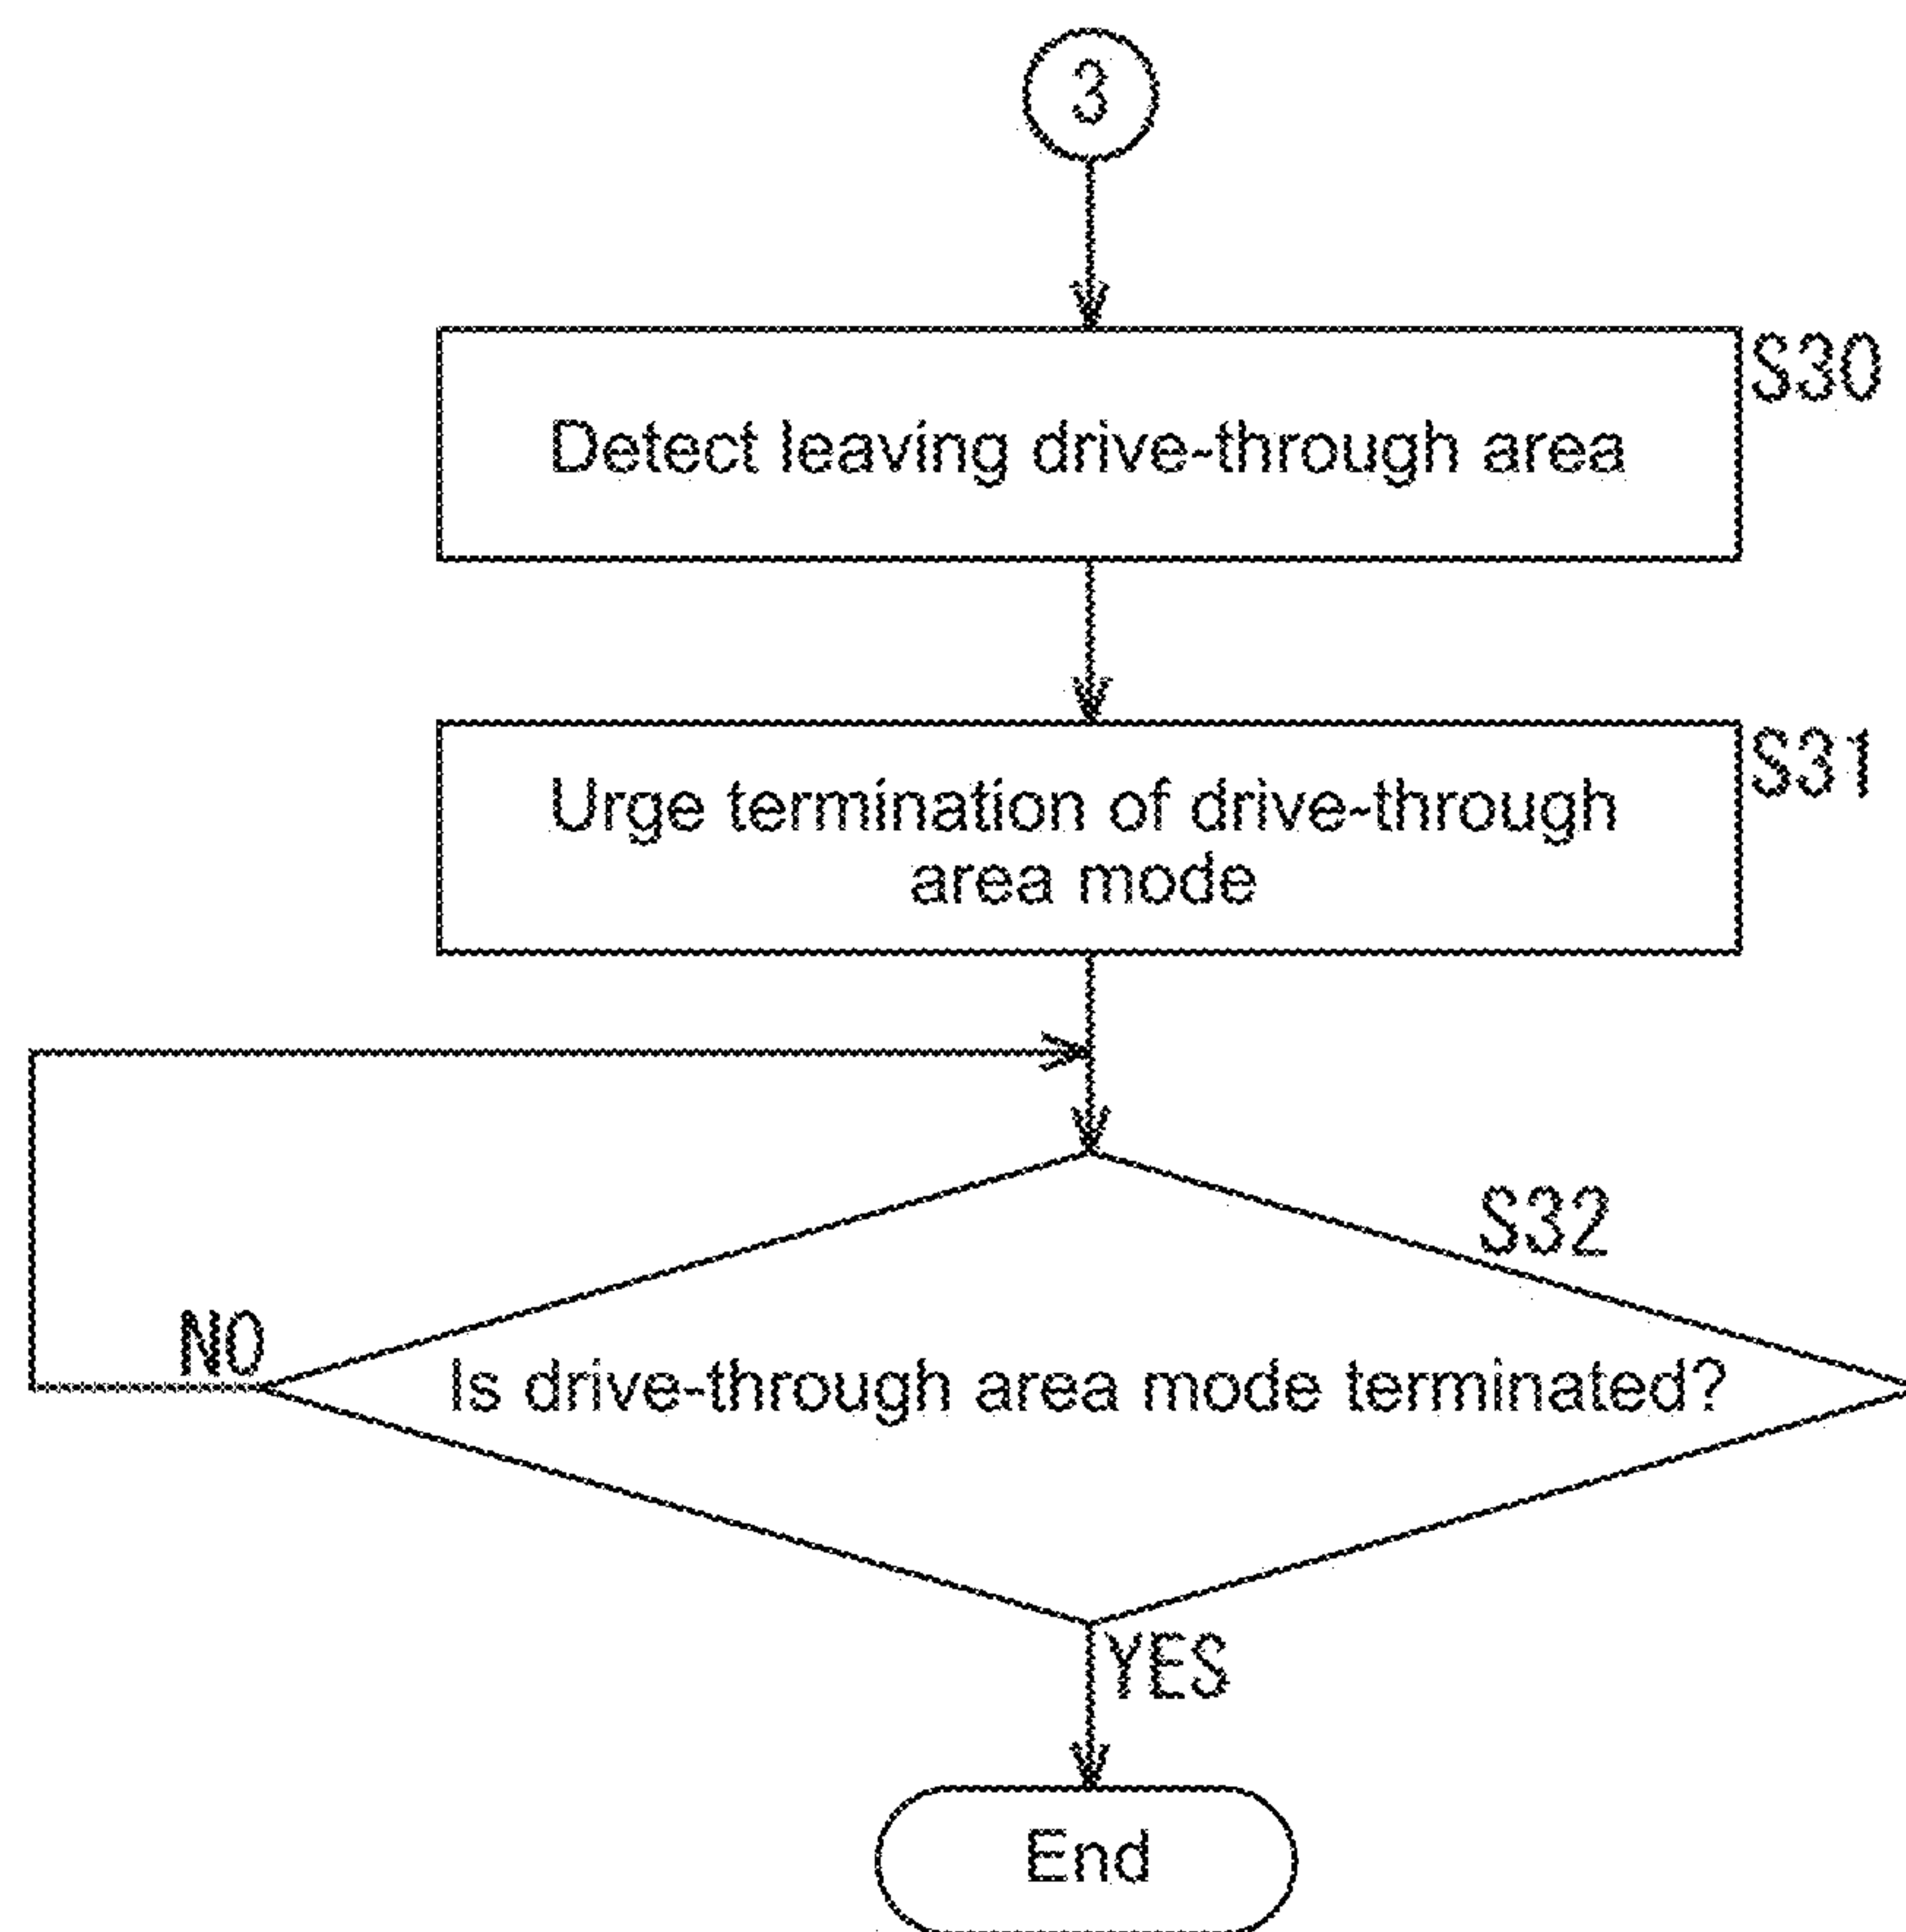 3
S30
Detect leaving drive-through area
S31
Urge termination of drive-through
area mode
S32
NO
Is drive-through area mode terminated?
YES
End